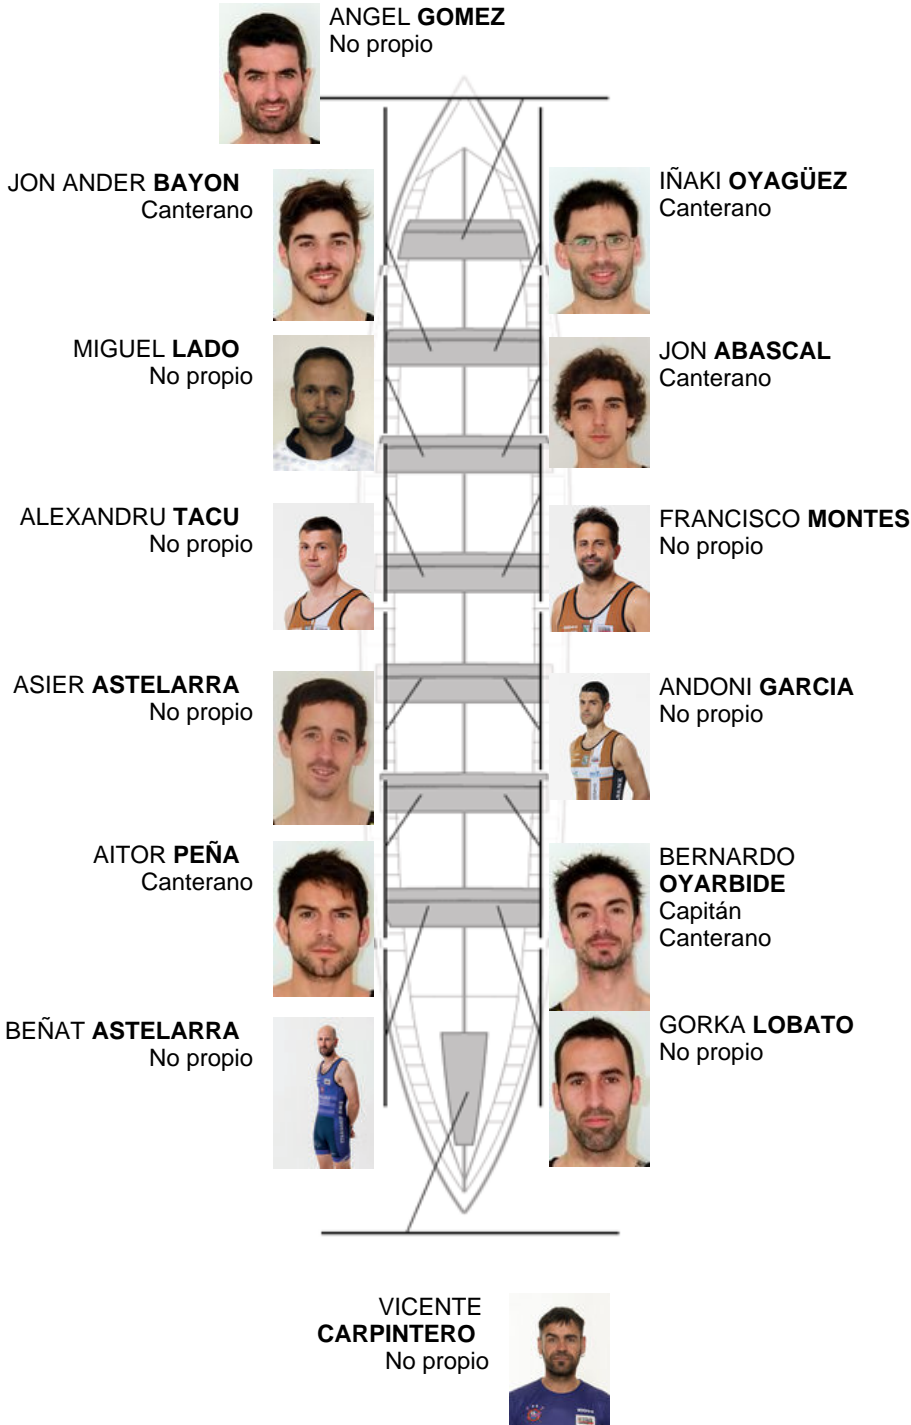 ANGEL GOMEZ
No propio
JON ANDER BAYON
Canterano
IÑAKI OYAGÜEZ
Canterano
MIGUEL LADO
No propio
JON ABASCAL
Canterano
ALEXANDRU TACU
No propio
FRANCISCO MONTES
No propio
ASIER ASTELARRA
No propio
ANDONI GARCIA
No propio
AITOR PEÑA
Canterano
BERNARDO
OYARBIDE
Capitán
Canterano
BEÑAT ASTELARRA
No propio
GORKA LOBATO
No propio
VICENTE
CARPINTERO
No propio